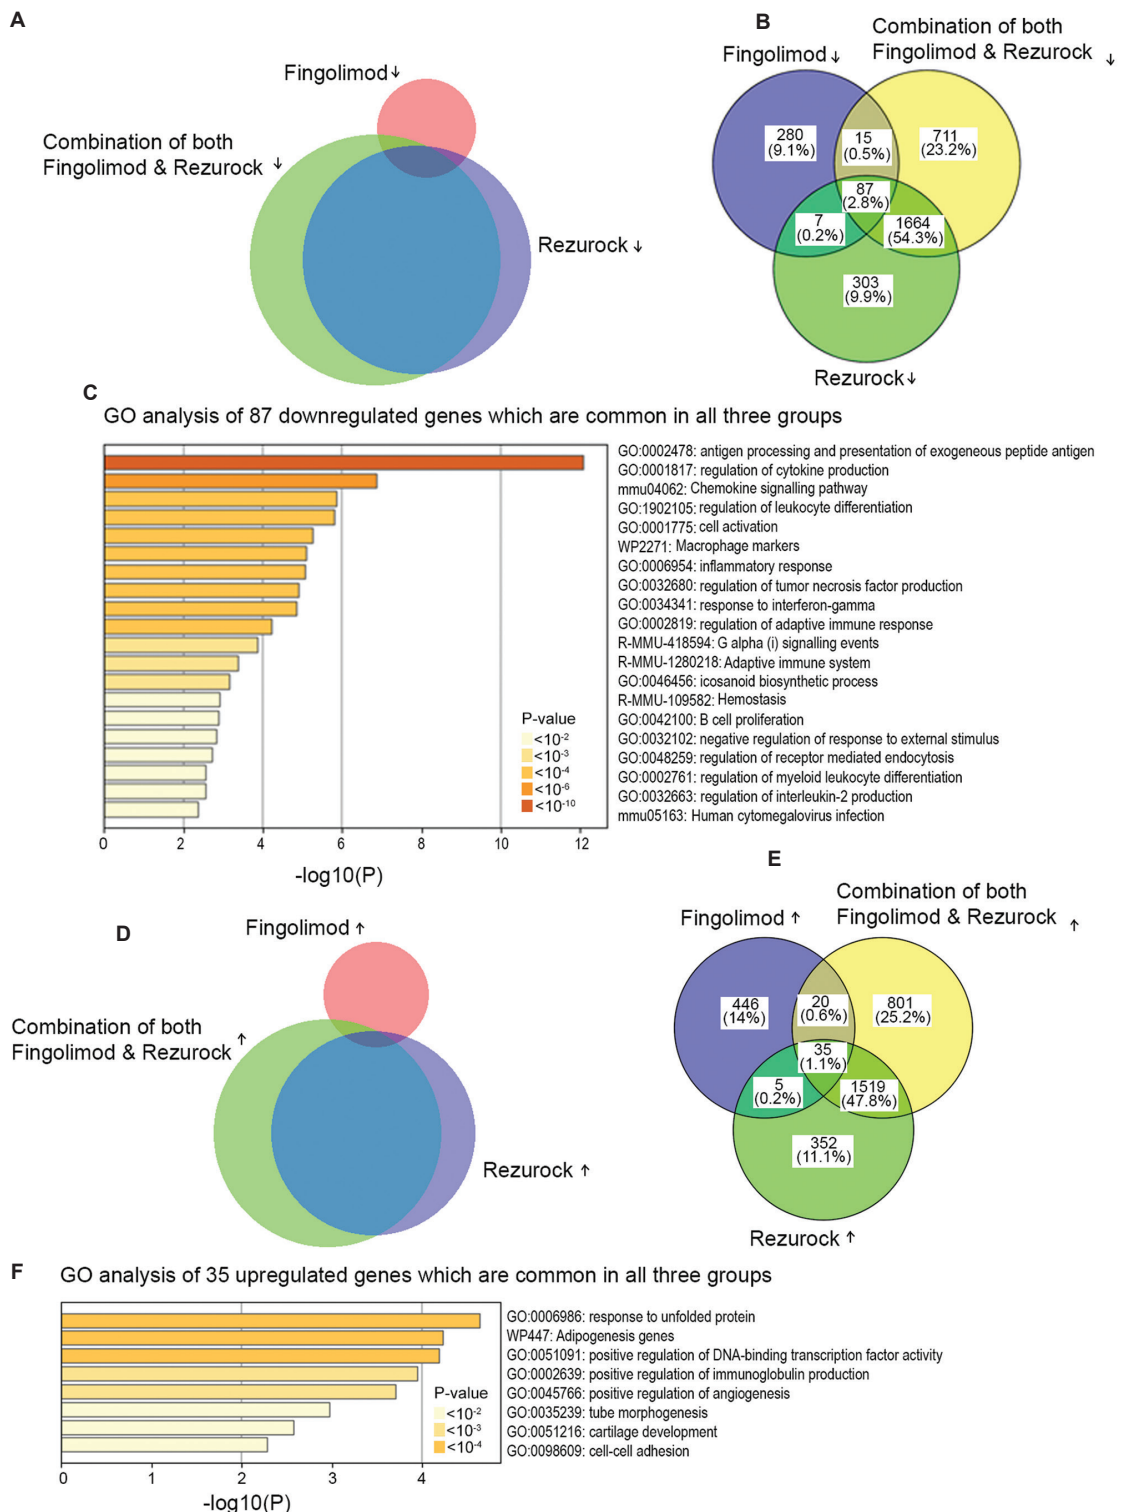 A
Fingolimod ↓
Combination of both
Fingolimod & Rezurock ↓
Rezurock ↓
B
Fingolimod ↓
Combination of both
Fingolimod & Rezurock ↓
280
(9.1%)
15
(0.5%)
711
(23.2%)
87
(2.8%)
7
(0.2%)
1664
(54.3%)
303
(9.9%)
Rezurock ↓
C
GO analysis of 87 downregulated genes which are common in all three groups
GO:0002478: antigen processing and presentation of exogeneous peptide antigen
GO:0001817: regulation of cytokine production
mmu04062: Chemokine signalling pathway
GO:1902105: regulation of leukocyte differentiation
GO:0001775: cell activation
WP2271: Macrophage markers
GO:0006954: inflammatory response
GO:0032680: regulation of tumor necrosis factor production
GO:0034341: response to interferon-gamma
GO:0002819: regulation of adaptive immune response
R-MMU-418594: G alpha (i) signalling events
R-MMU-1280218: Adaptive immune system
GO:0046456: icosanoid biosynthetic process
R-MMU-109582: Hemostasis
GO:0042100: B cell proliferation
GO:0032102: negative regulation of response to external stimulus
GO:0048259: regulation of receptor mediated endocytosis
GO:0002761: regulation of myeloid leukocyte differentiation
GO:0032663: regulation of interleukin-2 production
mmu05163: Human cytomegalovirus infection
P-value
<10-2
<10-3
<10-4
<10-6
<10-10
0 2 4 6 8 10 12
-log10(P)
D
Fingolimod ↑
Combination of both
Fingolimod & Rezurock ↑
Rezurock ↑
E
Fingolimod ↑
Combination of both
Fingolimod & Rezurock ↑
446
(14%)
20
(0.6%)
801
(25.2%)
35
(1.1%)
5
(0.2%)
1519
(47.8%)
352
(11.1%)
Rezurock ↑
F
GO analysis of 35 upregulated genes which are common in all three groups
GO:0006986: response to unfolded protein
WP447: Adipogenesis genes
GO:0051091: positive regulation of DNA-binding transcription factor activity
GO:0002639: positive regulation of immunoglobulin production
GO:0045766: positive regulation of angiogenesis
GO:0035239: tube morphogenesis
GO:0051216: cartilage development
GO:0098609: cell-cell adhesion
P-value
<10-2
<10-3
<10-4
0 1 2 3 4
-log10(P)